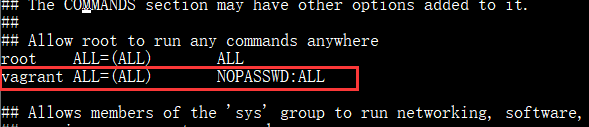 ## The COMMANDS section may have other options added to it.
##
## Allow root to run any commands anywhere
root    ALL=(ALL)       ALL
vagrant ALL=(ALL)       NOPASSWD:ALL
## Allows members of the 'sys' group to run networking, software,